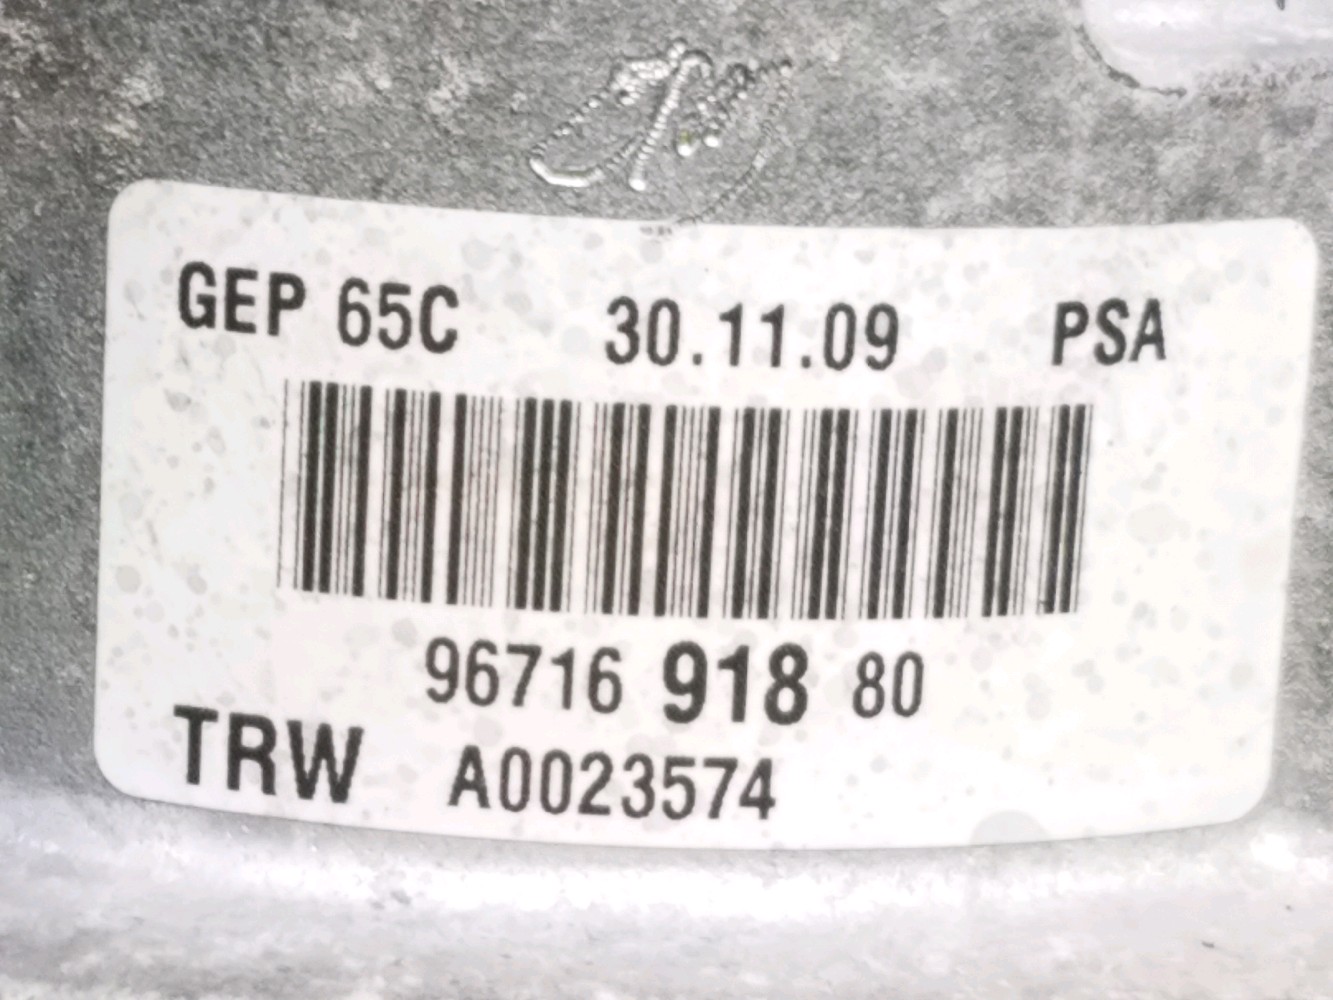 GEP 65C 30.11.09 PSA
96716 918 80
TRW A0023574